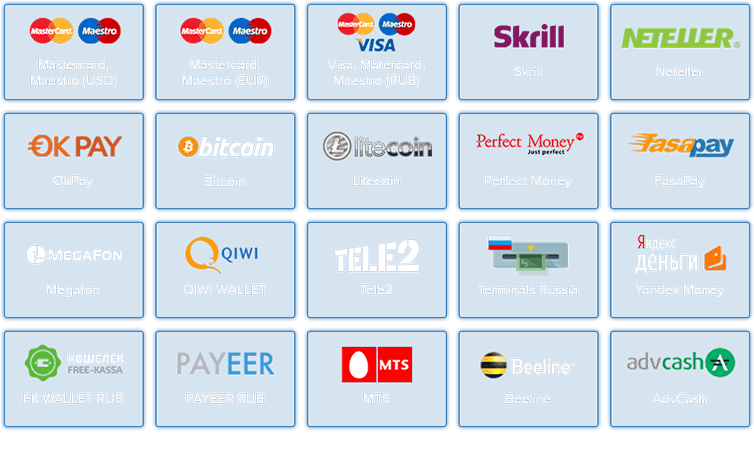 MasterCard Maestro
Mastercard,
Maestro (USD)
MasterCard Maestro
Mastercard,
Maestro (EUR)
MasterCard Maestro
VISA
Visa, Matercard,
Maestro (RUB)
Skrill
Skrill
NETELLER®
Neteller
OKPAY
OkPay
bitcoin
Bitcoin
litecoin
Litecoin
Perfect Money PM
Just perfect
Perfect Money
Fasapay
FasaPay
MEGAFON
Megafon
QIWI
QIWI WALLET
TELE2
Tele2
Terminals Russia
Яндекс
деньги
Yandex Money
КОШЕЛЕК
FREE-KASSA
FK WALLET RUB
PAYEER
PAYEER RUB
MTS
MTS
Beeline
Beeline
advcash
AdvCash